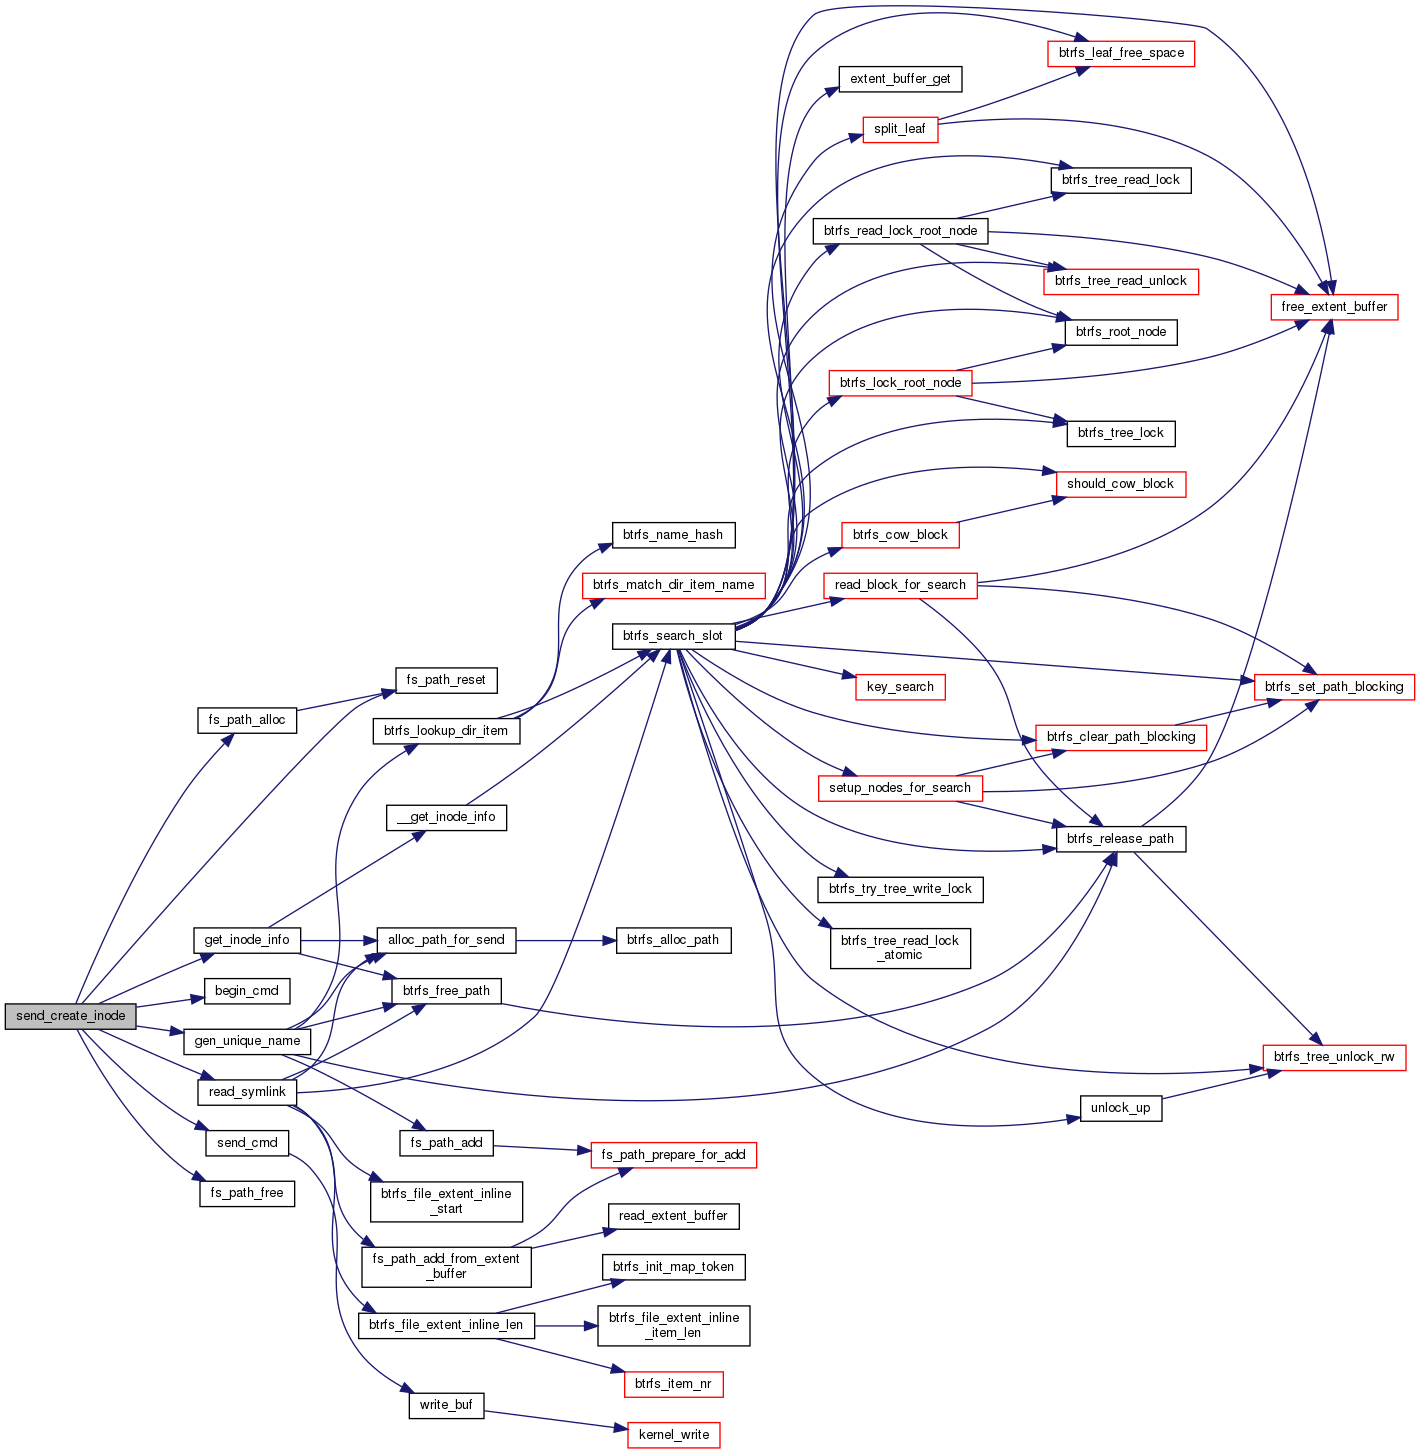 btrfs_leaf_free_space
extent_buffer_get
split_leaf
btrfs_tree_read_lock
btrfs_read_lock_root_node
btrfs_tree_read_unlock
free_extent_buffer
btrfs_root_node
btrfs_lock_root_node
btrfs_tree_lock
should_cow_block
btrfs_name_hash
btrfs_cow_block
btrfs_match_dir_item_name
read_block_for_search
btrfs_search_slot
fs_path_reset
key_search
btrfs_set_path_blocking
fs_path_alloc
btrfs_lookup_dir_item
btrfs_clear_path_blocking
setup_nodes_for_search
__get_inode_info
btrfs_release_path
btrfs_try_tree_write_lock
get_inode_info
alloc_path_for_send
btrfs_alloc_path
btrfs_tree_read_lock
_atomic
begin_cmd
btrfs_free_path
send_create_inode
gen_unique_name
btrfs_tree_unlock_rw
read_symlink
unlock_up
send_cmd
fs_path_add
fs_path_prepare_for_add
fs_path_free
btrfs_file_extent_inline
_start
read_extent_buffer
fs_path_add_from_extent
_buffer
btrfs_init_map_token
btrfs_file_extent_inline_len
btrfs_file_extent_inline
_item_len
btrfs_item_nr
write_buf
kernel_write